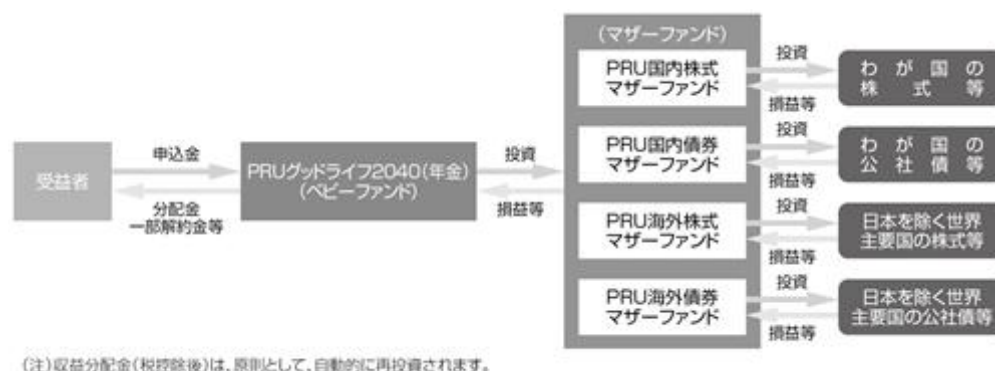 (マザーファンド)
受益者
申込金
分配金
一部解約金等
PRUグッドライフ2040(年金)
(ベビーファンド)
投資
損益等
PRU国内株式
マザーファンド
投資
損益等
わが国の
株式等
PRU国内債券
マザーファンド
投資
損益等
わが国の
公社債等
PRU海外株式
マザーファンド
投資
損益等
日本を除く世界
主要国の株式等
PRU海外債券
マザーファンド
投資
損益等
日本を除く世界
主要国の公社債等
(注)収益分配金(税控除後)は、原則として、自動的に再投資されます。